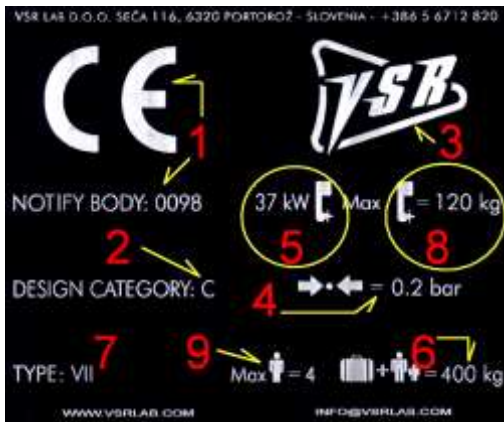 VSR LAB D.O.O. SEČA 116, 6320 PORTOROŽ - SLOVENIA - +386 5 6712 820
CE VSR
1 3
NOTIFY BODY: 0098 37 kW Max = 120 kg
2 5 8
DESIGN CATEGORY: C = 0.2 bar
4
7 9 6
TYPE: VII Max = 4 + = 400 kg
WWW.VSRLAB.COM INFO@VSRLAB.COM